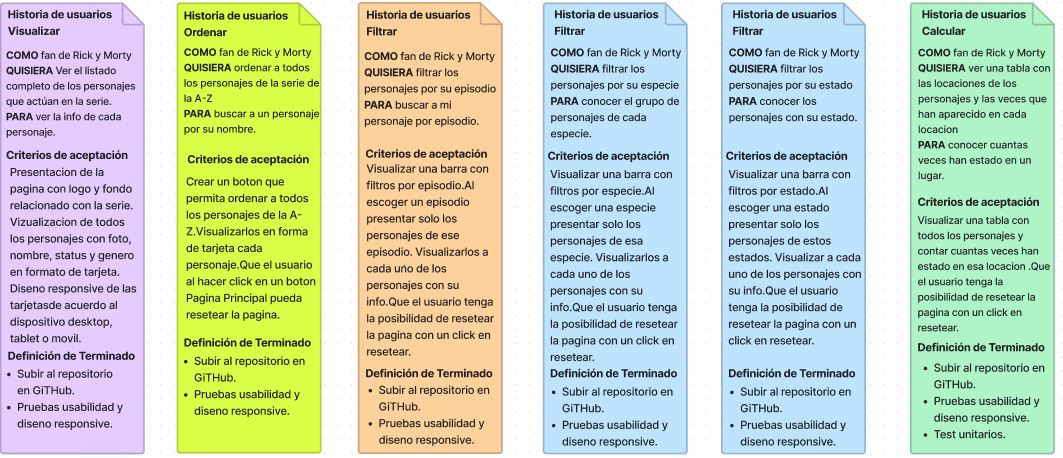 Historia de usuarios
Visualizar
COMO fan de Rick y Morty
QUISIERA Ver el listado
completo de los personajes
que actúan en la serie.
PARA ver la info de cada
personaje.
Criterios de aceptación
Presentacion de la
pagina con logo y fondo
relacionado con la serie.
Vizualizacion de todos
los personajes con foto,
nombre, status y genero
en formato de tarjeta.
Diseno responsive de las
tarjetasde acuerdo al
dispositivo desktop,
tablet o movil.
Definición de Terminado
• Subir al repositorio
en GiTHub.
• Pruebas usabilidad y
diseno responsive.
Historia de usuarios
Ordenar
COMO fan de Rick y Morty
QUISIERA ordenar a todos
los personajes de la serie de
la A-Z
PARA buscar a un personaje
por su nombre.
Criterios de aceptación
Crear un boton que
permita ordenar a todos
los personajes de la A-
Z.Visualizarlos en forma
de tarjeta cada
personaje.Que el usuario
al hacer click en un boton
Pagina Principal pueda
resetear la pagina.
Definición de Terminado
• Subir al repositorio en
GiTHub.
• Pruebas usabilidad y
diseno responsive.
Historia de usuarios
Filtrar
COMO fan de Rick y Morty
QUISIERA filtrar los
personajes por su episodio
PARA buscar a mi
personaje por episodio.
Criterios de aceptación
Visualizar una barra con
filtros por episodio.Al
escoger un episodio
presentar solo los
personajes de ese
episodio. Visualizarlos a
cada uno de los
personajes con su
info.Que el usuario tenga
la posibilidad de resetear
la pagina con un click en
resetear.
Definición de Terminado
• Subir al repositorio en
GiTHub.
• Pruebas usabilidad y
diseno responsive.
Historia de usuarios
Filtrar
COMO fan de Rick y Morty
QUISIERA filtrar los
personajes por su especie
PARA conocer el grupo de
personajes de cada
especie.
Criterios de aceptación
Visualizar una barra con
filtros por especie.Al
escoger una especie
presentar solo los
personajes de esa
especie. Visualizarlos a
cada uno de los
personajes con su
info.Que el usuario tenga
la posibilidad de resetear
la pagina con un click en
resetear.
Definición de Terminado
• Subir al repositorio en
GiTHub.
• Pruebas usabilidad y
diseno responsive.
Historia de usuarios
Filtrar
COMO fan de Rick y Morty
QUISIERA filtrar los
personajes por su estado
PARA conocer los
personajes con su estado.
Criterios de aceptación
Visualizar una barra con
filtros por estado.Al
escoger una estado
presentar solo los
personajes de estos
estados. Visualizar a cada
uno de los personajes con
su info.Que el usuario
tenga la posibilidad de
resetear la pagina con un
click en resetear.
Definición de Terminado
• Subir al repositorio en
GiTHub.
• Pruebas usabilidad y
diseno responsive.
Historia de usuarios
Calcular
COMO fan de Rick y Morty
QUISIERA ver una tabla con
las locaciones de los
personajes y las veces que
han aparecido en cada
locacion
PARA conocer cuantas
veces han estado en un
lugar.
Criterios de aceptación
Visualizar una tabla con
todos los personajes y
contar cuantas veces han
estado en esa locacion .Que
el usuario tenga la
posibilidad de resetear la
pagina con un click en
resetear.
Definición de Terminado
• Subir al repositorio en
GiTHub.
• Pruebas usabilidad y
diseno responsive.
• Test unitarios.